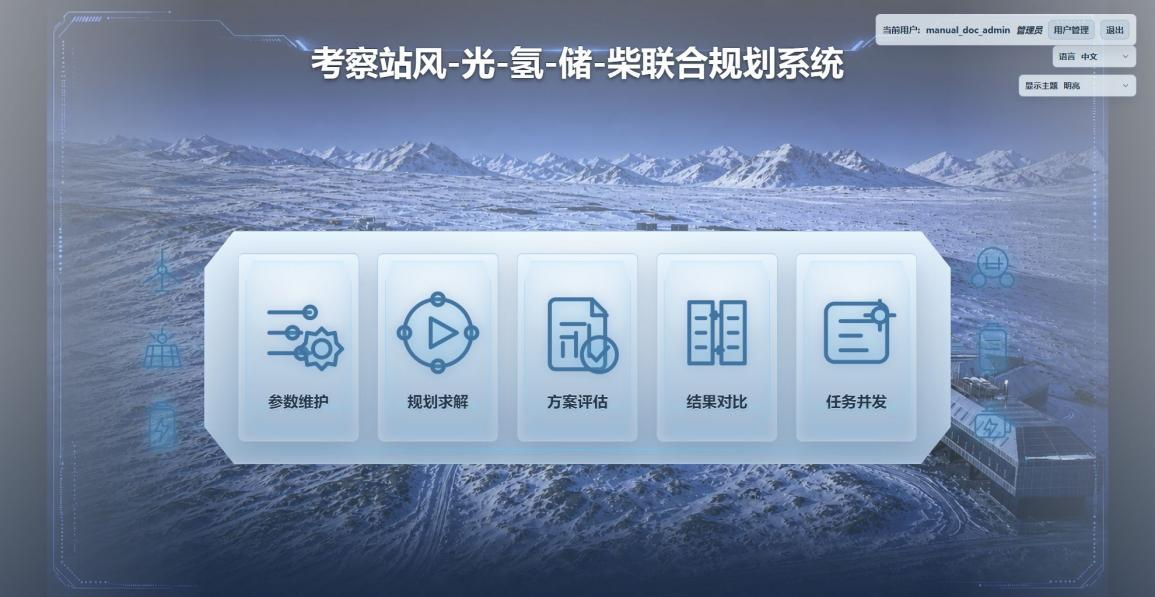 当前用户: manual_doc_admin 管理员 用户管理 退出
语言 中文
显示主题 明亮
考察站风-光-氢-储-柴联合规划系统
参数维护
规划求解
方案评估
结果对比
任务并发